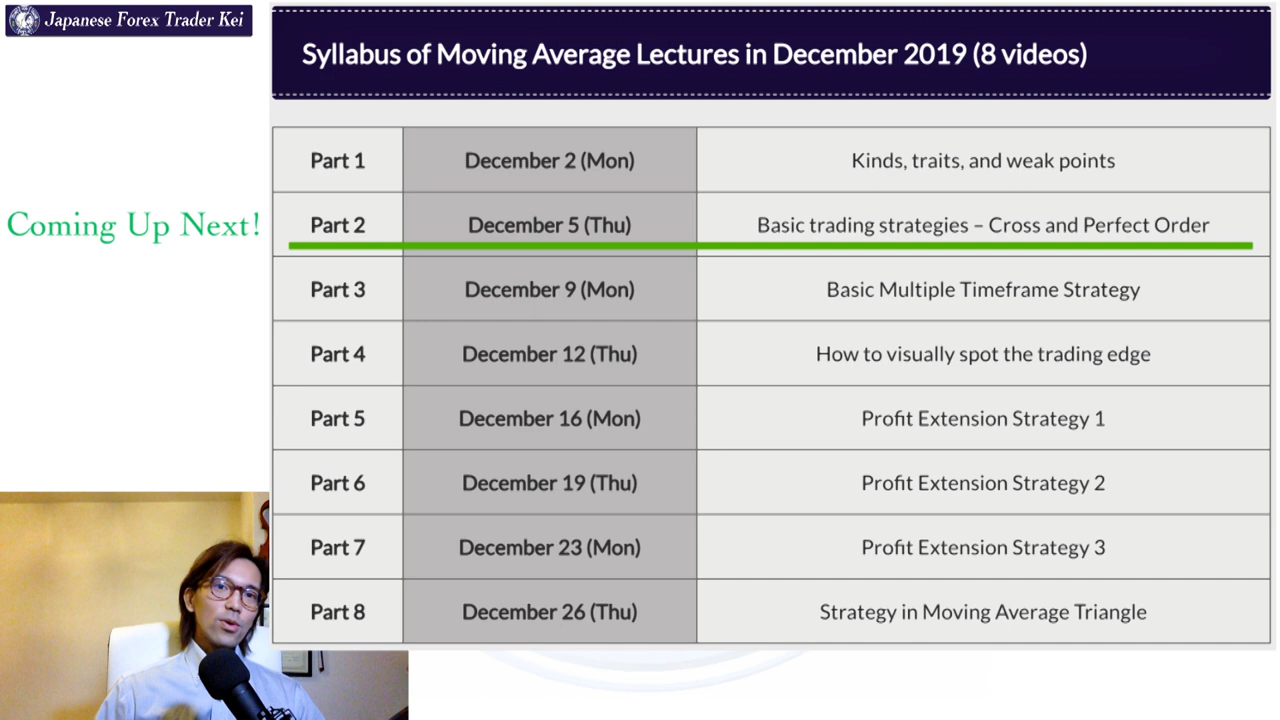 Japanese Forex Trader Kei
Syllabus of Moving Average Lectures in December 2019 (8 videos)
Part 1 December 2 (Mon) Kinds, traits, and weak points
Coming Up Next!
Part 2 December 5 (Thu) Basic trading strategies – Cross and Perfect Order
Part 3 December 9 (Mon) Basic Multiple Timeframe Strategy
Part 4 December 12 (Thu) How to visually spot the trading edge
Part 5 December 16 (Mon) Profit Extension Strategy 1
Part 6 December 19 (Thu) Profit Extension Strategy 2
Part 7 December 23 (Mon) Profit Extension Strategy 3
Part 8 December 26 (Thu) Strategy in Moving Average Triangle